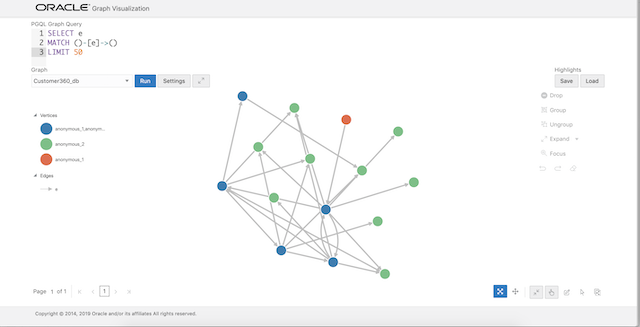 ORACLE® Graph Visualization
PGQL Graph Query
1 SELECT e
2 MATCH ()-[e]->()
3 LIMIT 50
Graph
Highlights
Customer360_db
Run
Settings
Save
Load
Drop
Group
Ungroup
Expand
Focus
Vertices
anonymous_1,anonym...
anonymous_2
anonymous_1
Edges
e
Page 1 of 1 1
Copyright © 2014, 2019 Oracle and/or its affiliates All rights reserved.